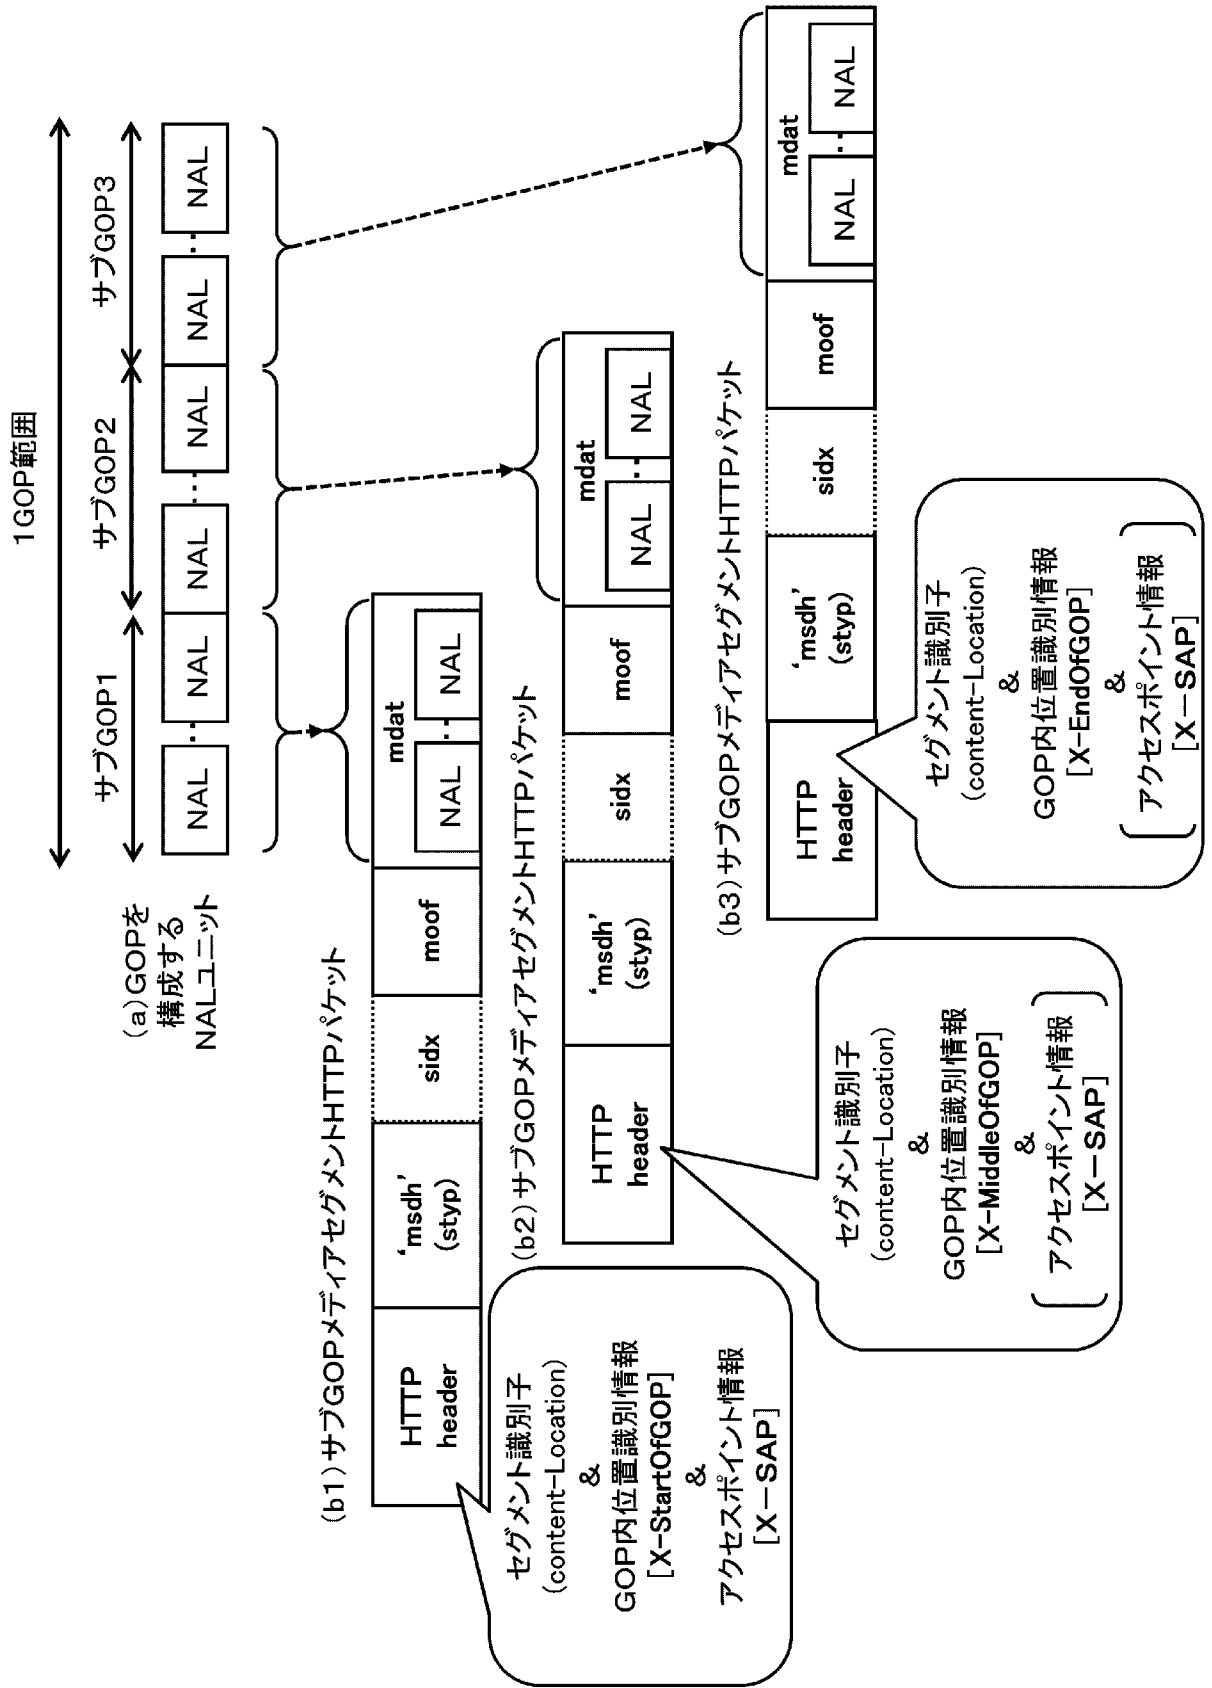 1GOP範囲
サブGOP1
サブGOP2
サブGOP3
(a)GOPを
構成する
NALユニット
NAL
‥
NAL
NAL
…
NAL
NAL
…
NAL
(b1)サブGOPメディアセグメントHTTPパケット
HTTP
header
‘msdh’
(styp)
sidx
moof
mdat
NAL
‥
NAL
セグメント識別子
(content-Location)
&
GOP内位置識別情報
[X-StartOfGOP]
&
アクセスポイント情報
[X-SAP]
(b2)サブGOPメディアセグメントHTTPパケット
HTTP
header
‘msdh’
(styp)
sidx
moof
mdat
NAL
‥
NAL
セグメント識別子
(content-Location)
&
GOP内位置識別情報
[X-MiddleOfGOP]
&
アクセスポイント情報
[X-SAP]
(b3)サブGOPメディアセグメントHTTPパケット
HTTP
header
‘msdh’
(styp)
sidx
moof
mdat
NAL
‥
NAL
セグメント識別子
(content-Location)
&
GOP内位置識別情報
[X-EndOfGOP]
&
アクセスポイント情報
[X-SAP]